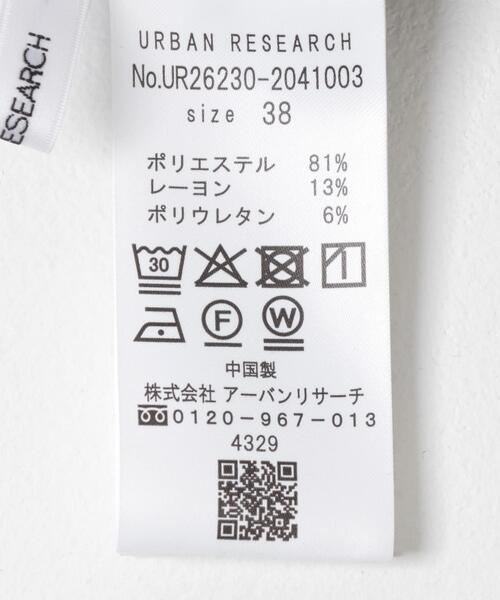 ESEARCH
URBAN RESEARCH
No.UR26230-2041003
size 38
ポリエステル 81%
レーヨン 13%
ポリウレタン 6%
30
F W
中国製
株式会社 アーバンリサーチ
0120-967-013
4329